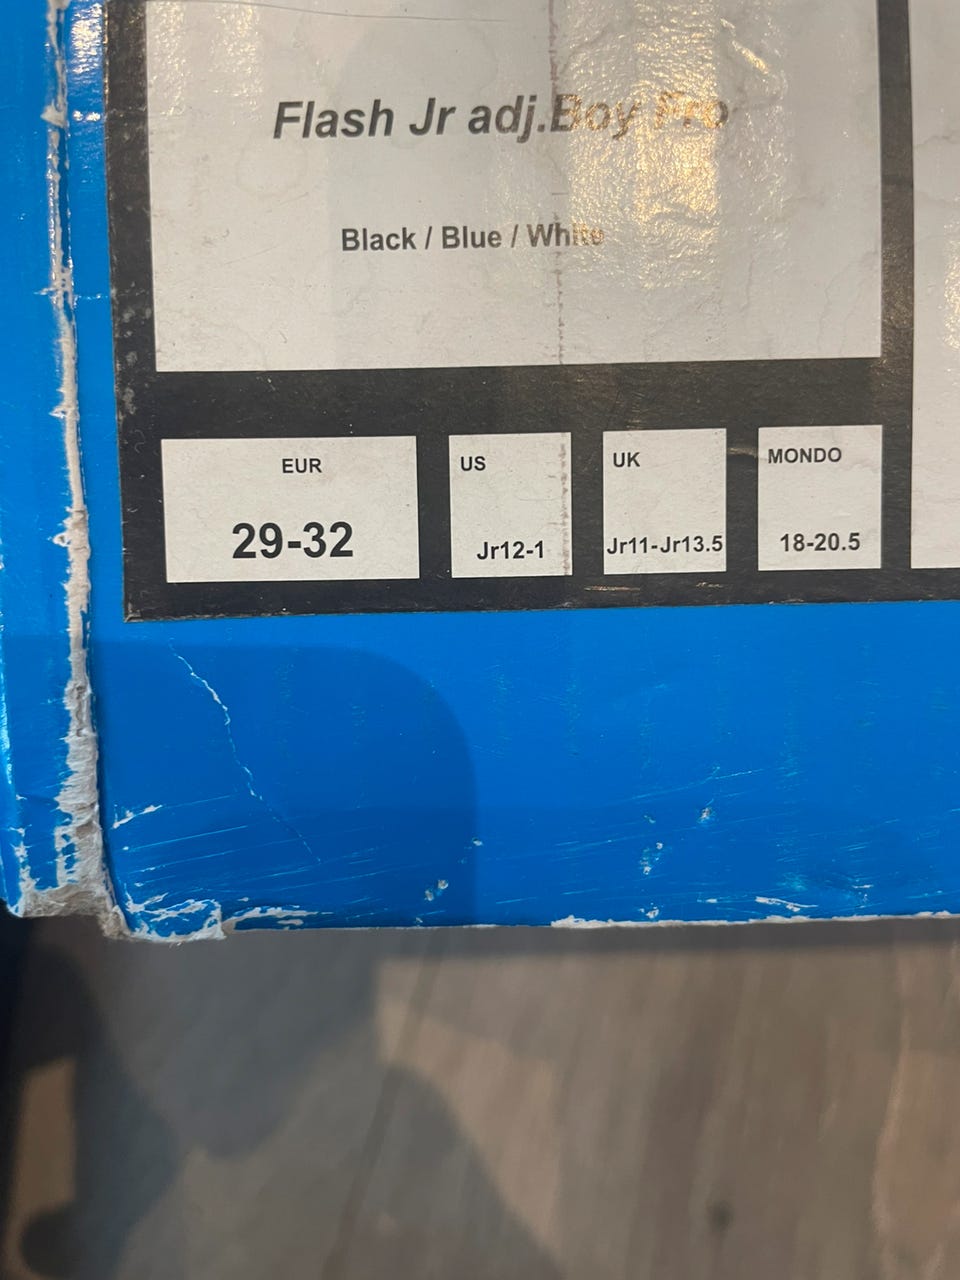 Flash Jr adj.Boy Pro
Black / Blue / White
EUR
29-32
US
Jr12-1
UK
Jr11-Jr13.5
MONDO
18-20.5